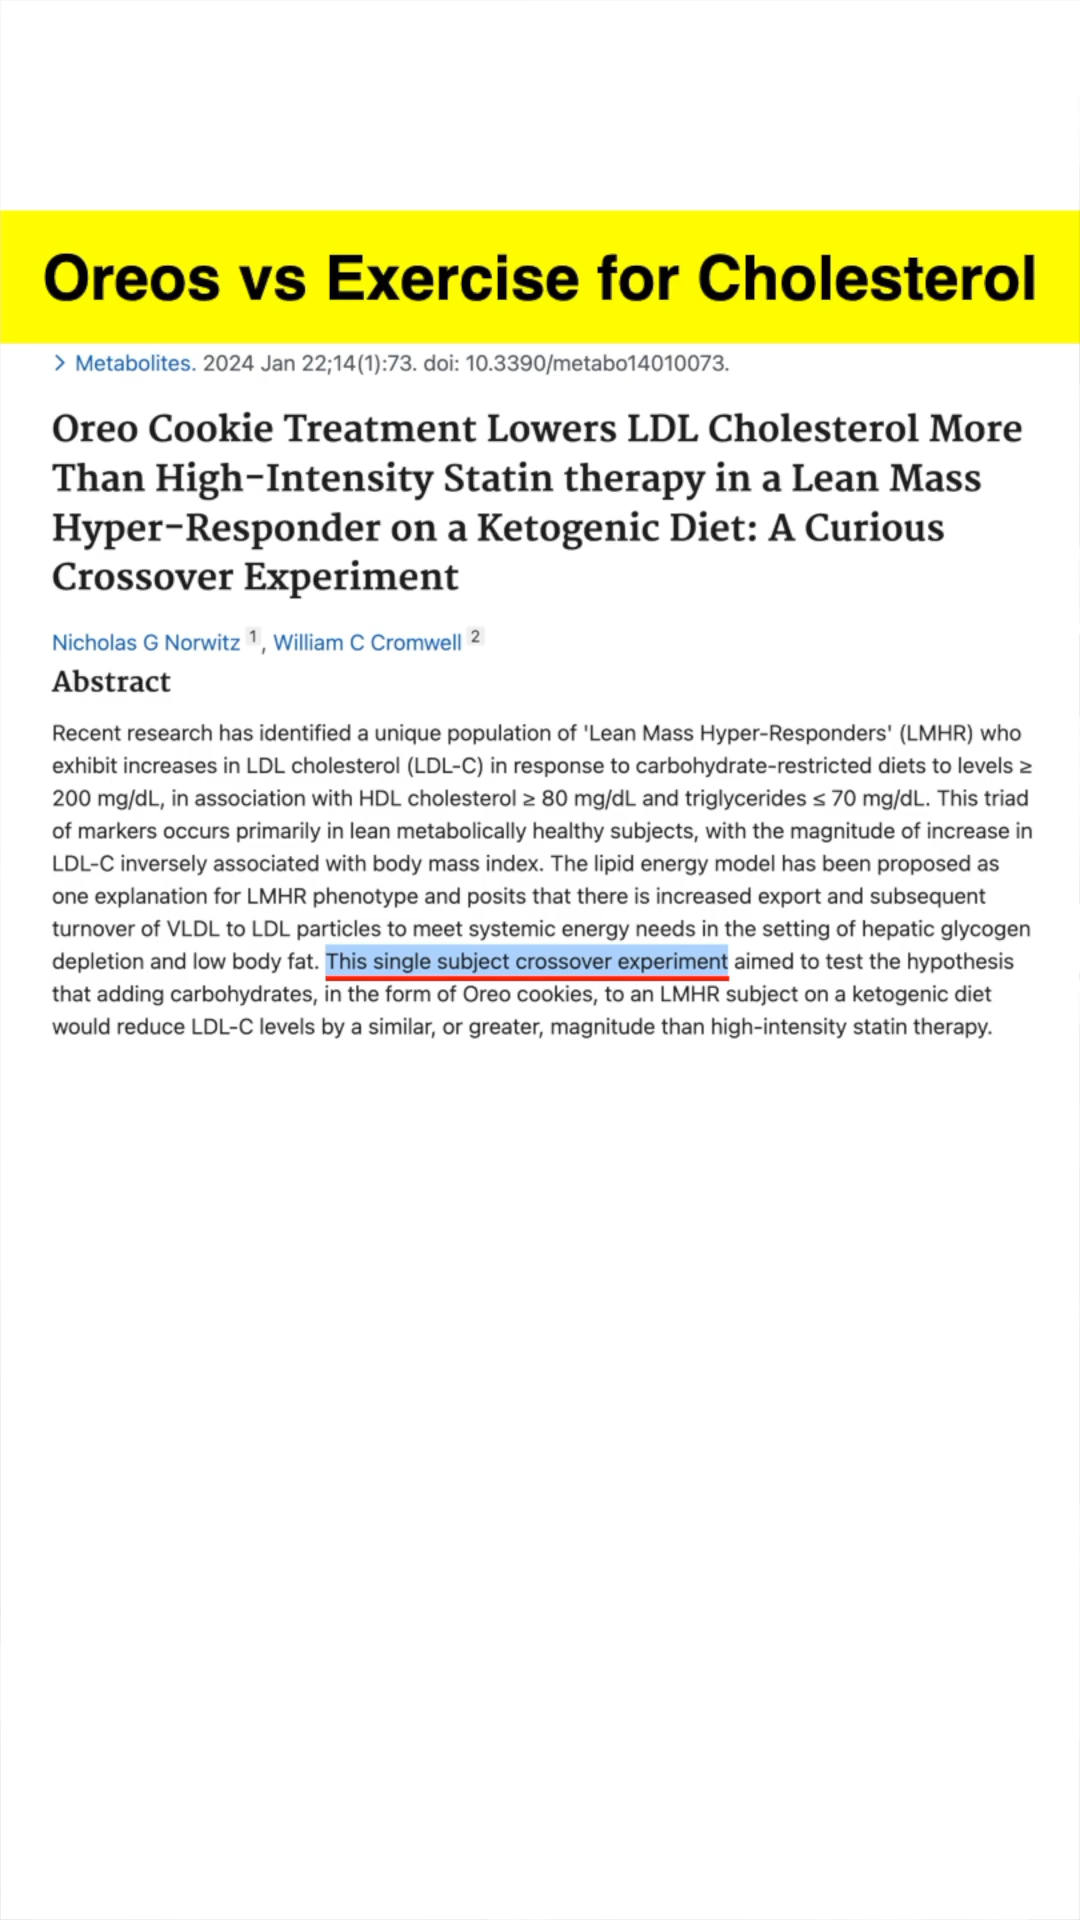 Oreos vs Exercise for Cholesterol
> Metabolites. 2024 Jan 22;14(1):73. doi: 10.3390/metabo14010073.
Oreo Cookie Treatment Lowers LDL Cholesterol More
Than High-Intensity Statin therapy in a Lean Mass
Hyper-Responder on a Ketogenic Diet: A Curious
Crossover Experiment
Nicholas G Norwitz 1, William C Cromwell 2
Abstract
Recent research has identified a unique population of 'Lean Mass Hyper-Responders' (LMHR) who
exhibit increases in LDL cholesterol (LDL-C) in response to carbohydrate-restricted diets to levels ≥
200 mg/dL, in association with HDL cholesterol ≥ 80 mg/dL and triglycerides ≤ 70 mg/dL. This triad
of markers occurs primarily in lean metabolically healthy subjects, with the magnitude of increase in
LDL-C inversely associated with body mass index. The lipid energy model has been proposed as
one explanation for LMHR phenotype and posits that there is increased export and subsequent
turnover of VLDL to LDL particles to meet systemic energy needs in the setting of hepatic glycogen
depletion and low body fat. This single subject crossover experiment aimed to test the hypothesis
that adding carbohydrates, in the form of Oreo cookies, to an LMHR subject on a ketogenic diet
would reduce LDL-C levels by a similar, or greater, magnitude than high-intensity statin therapy.